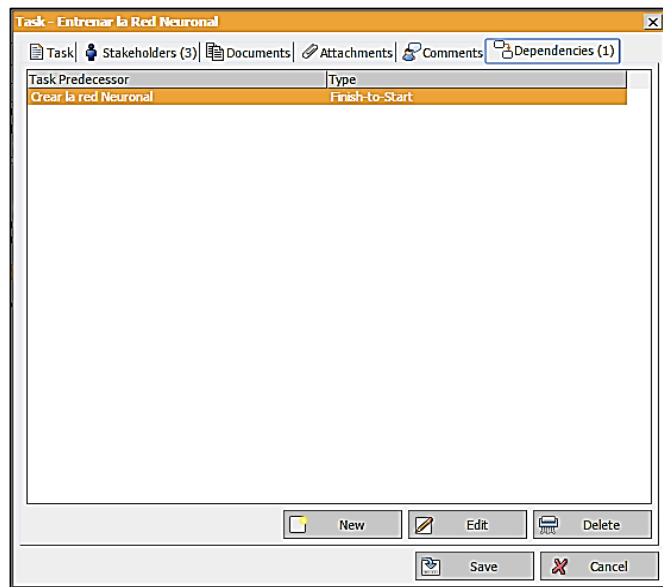 Task - Entrenar la Red Neuronal
Task Stakeholders (3) Documents Attachments Comments Dependencies (1)
Task Predecessor Type
Crear la red Neuronal Finish-to-Start
New Edit Delete
Save Cancel